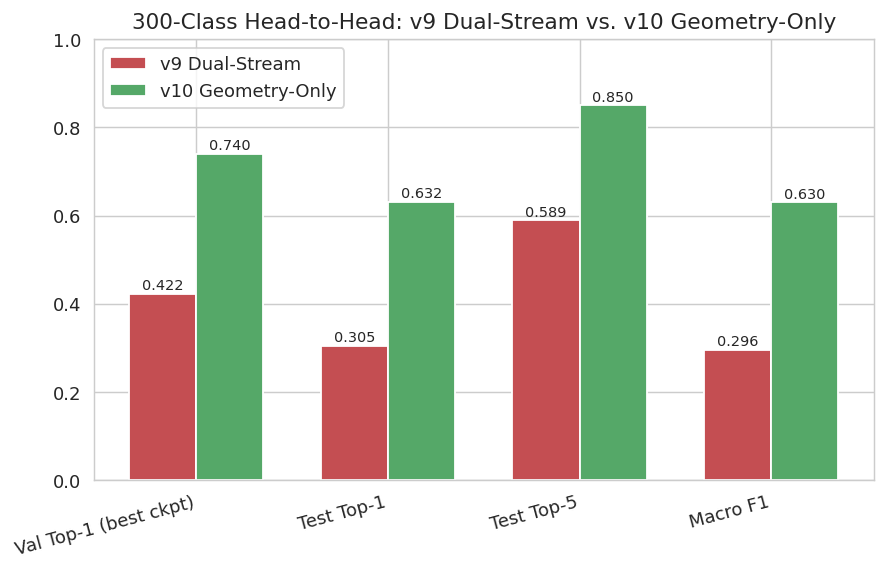 300-Class Head-to-Head: v9 Dual-Stream vs. v10 Geometry-Only
1.0
v9 Dual-Stream
v10 Geometry-Only
0.850
0.8
0.740
0.632
0.630
0.6
0.589
0.422
0.4
0.305
0.296
0.2
0.0
Val Top-1 (best ckpt)
Test Top-1
Test Top-5
Macro F1